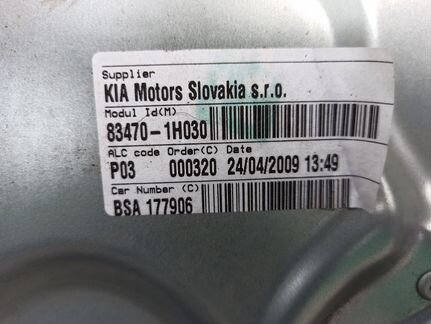 Supplier
KIA Motors Slovakia s.r.o.
Modul Id(M)
83470-1H030
ALC code Order(C) Date
P03 000320 24/04/2009 13:49
Car Number (C)
BSA 177906